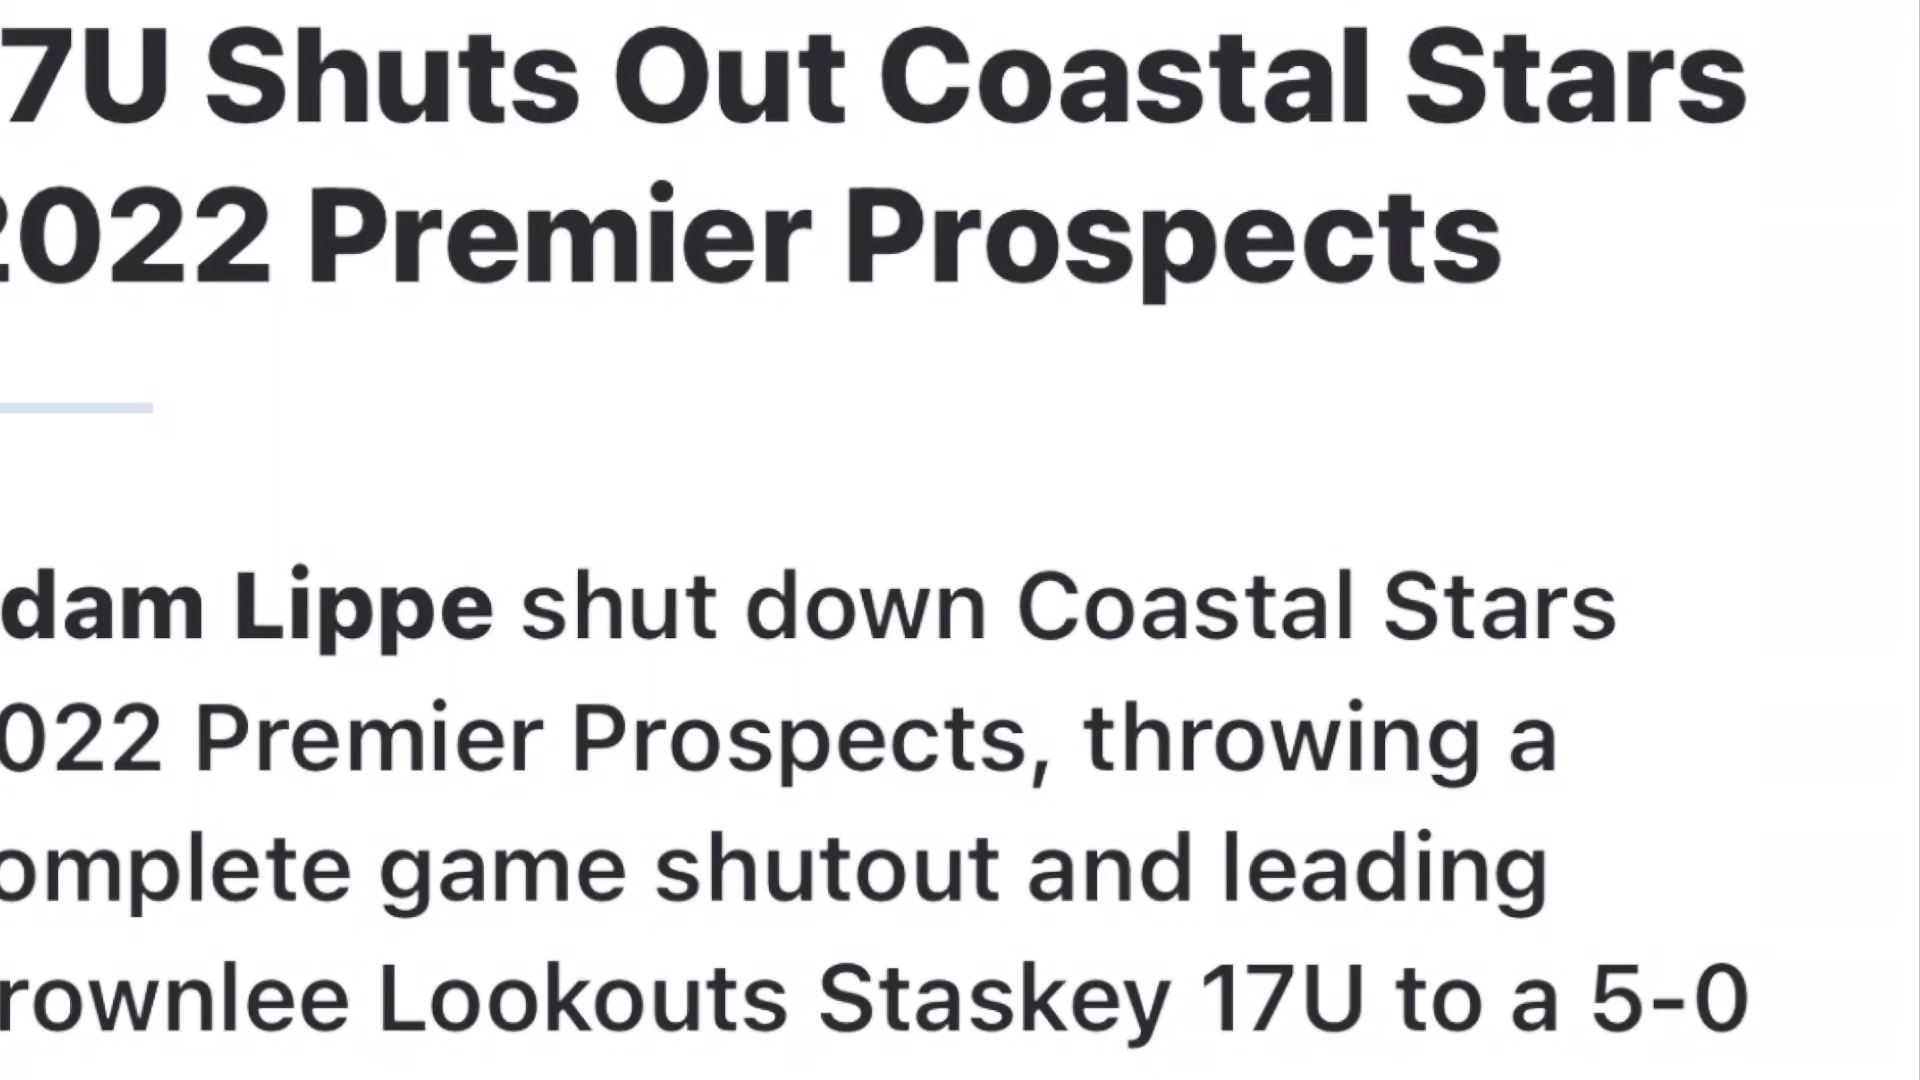 7U Shuts Out Coastal Stars
2022 Premier Prospects
dam Lippe shut down Coastal Stars
022 Premier Prospects, throwing a
omplete game shutout and leading
rownlee Lookouts Staskey 17U to a 5-0